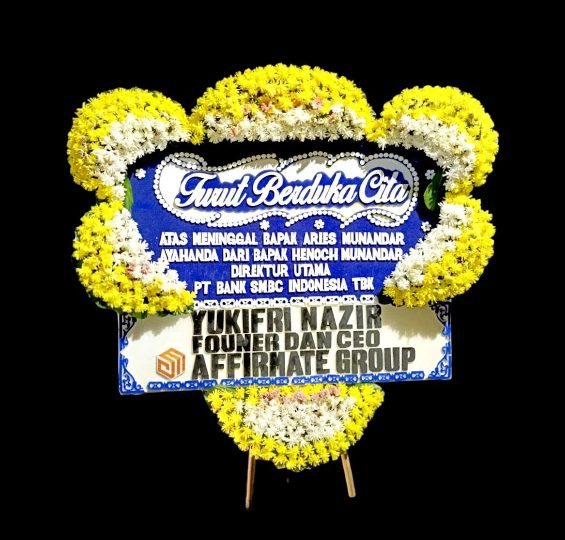 Turut Berduka Cita
ATAS MENINGGAL BAPAK ARIES MUNANDAR
AYAHANDA DARI BAPAK HENOCH MUNANDAR
DIREKTUR UTAMA
PT BANK SMBC INDONESIA TBK
YUKIFRI NAZIR
FOUNER DAN CEO
AFFIRMATE GROUP